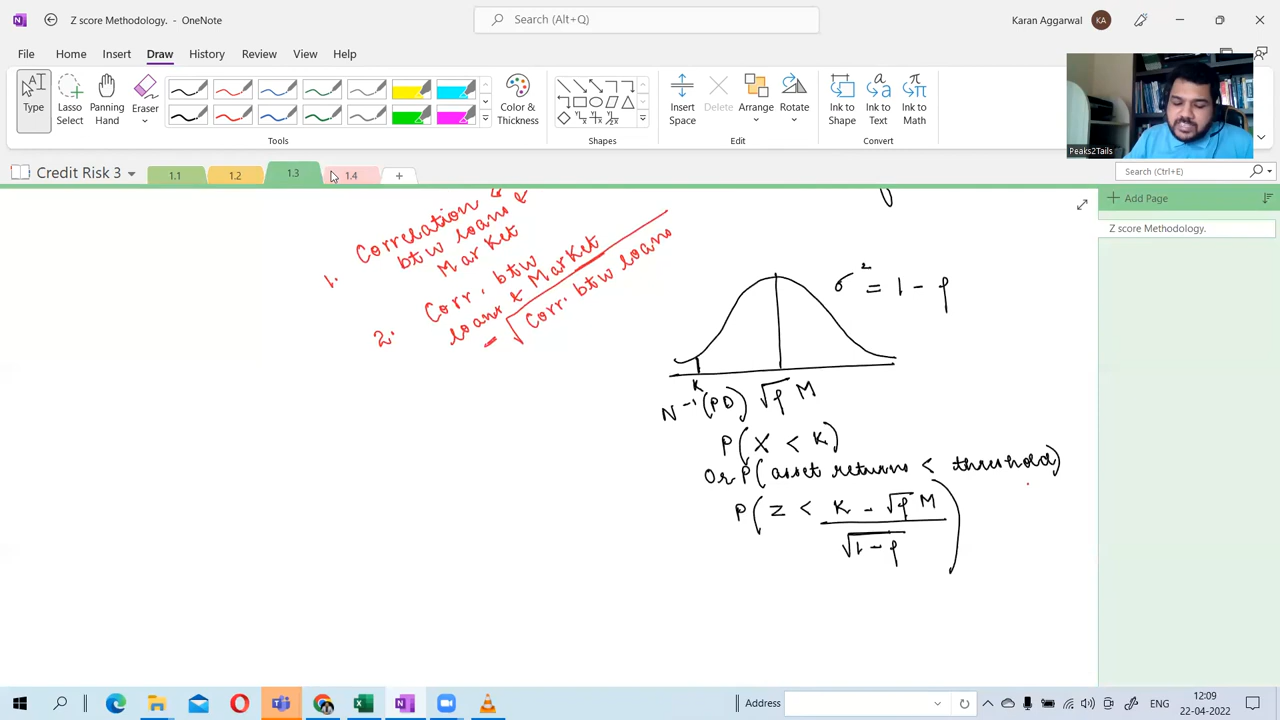 Z score Methodology. - OneNote
Search (Alt+Q)
Karan Aggarwal
KA
File Home Insert Draw History Review View Help
Type
Lasso Select
Panning Hand
Eraser
Color & Thickness
Insert Space
Delete
Arrange
Rotate
Ink to Shape
Ink to Text
Ink to Math
Tools
Shapes
Edit
Convert
Peaks2Tails
Credit Risk 3
1.1
1.2
1.3
1.4
+
Search (Ctrl+E)
Add Page
Z score Methodology.
1. Correlation
btw loans &
Market
2. Corr. btw
loans & Market
= √Corr. btw loans
σ² = 1 - ρ
K
N⁻¹(PD) √ρ M
P(X < K)
Or P(asset returns < threshold)
P(Z < K - √ρ M
√1-ρ)
Address
ENG
12:09
22-04-2022